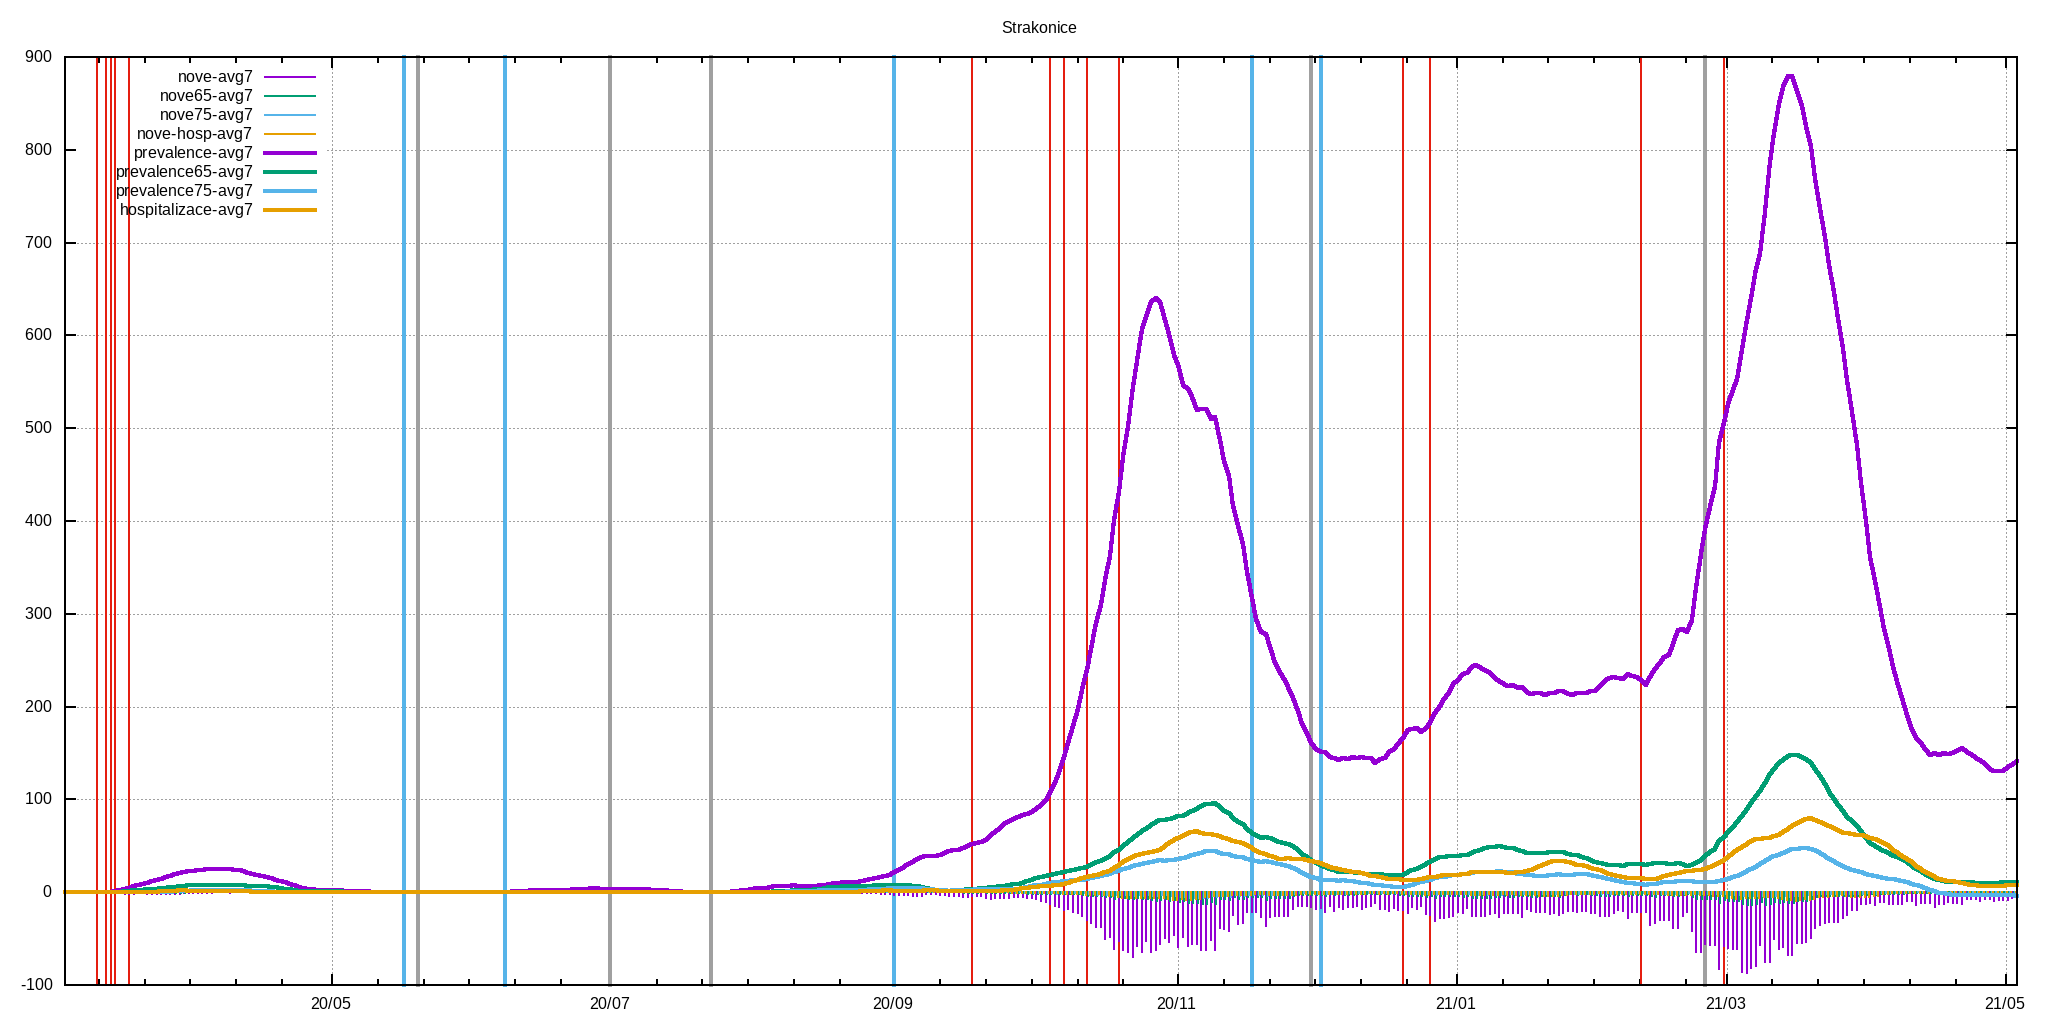 Strakonice
900
800
700
600
500
400
300
200
100
0
-100
nove-avg7
nove65-avg7
nove75-avg7
nove-hosp-avg7
prevalence-avg7
prevalence65-avg7
prevalence75-avg7
hospitalizace-avg7
20/05 20/07 20/09 20/11 21/01 21/03 21/05